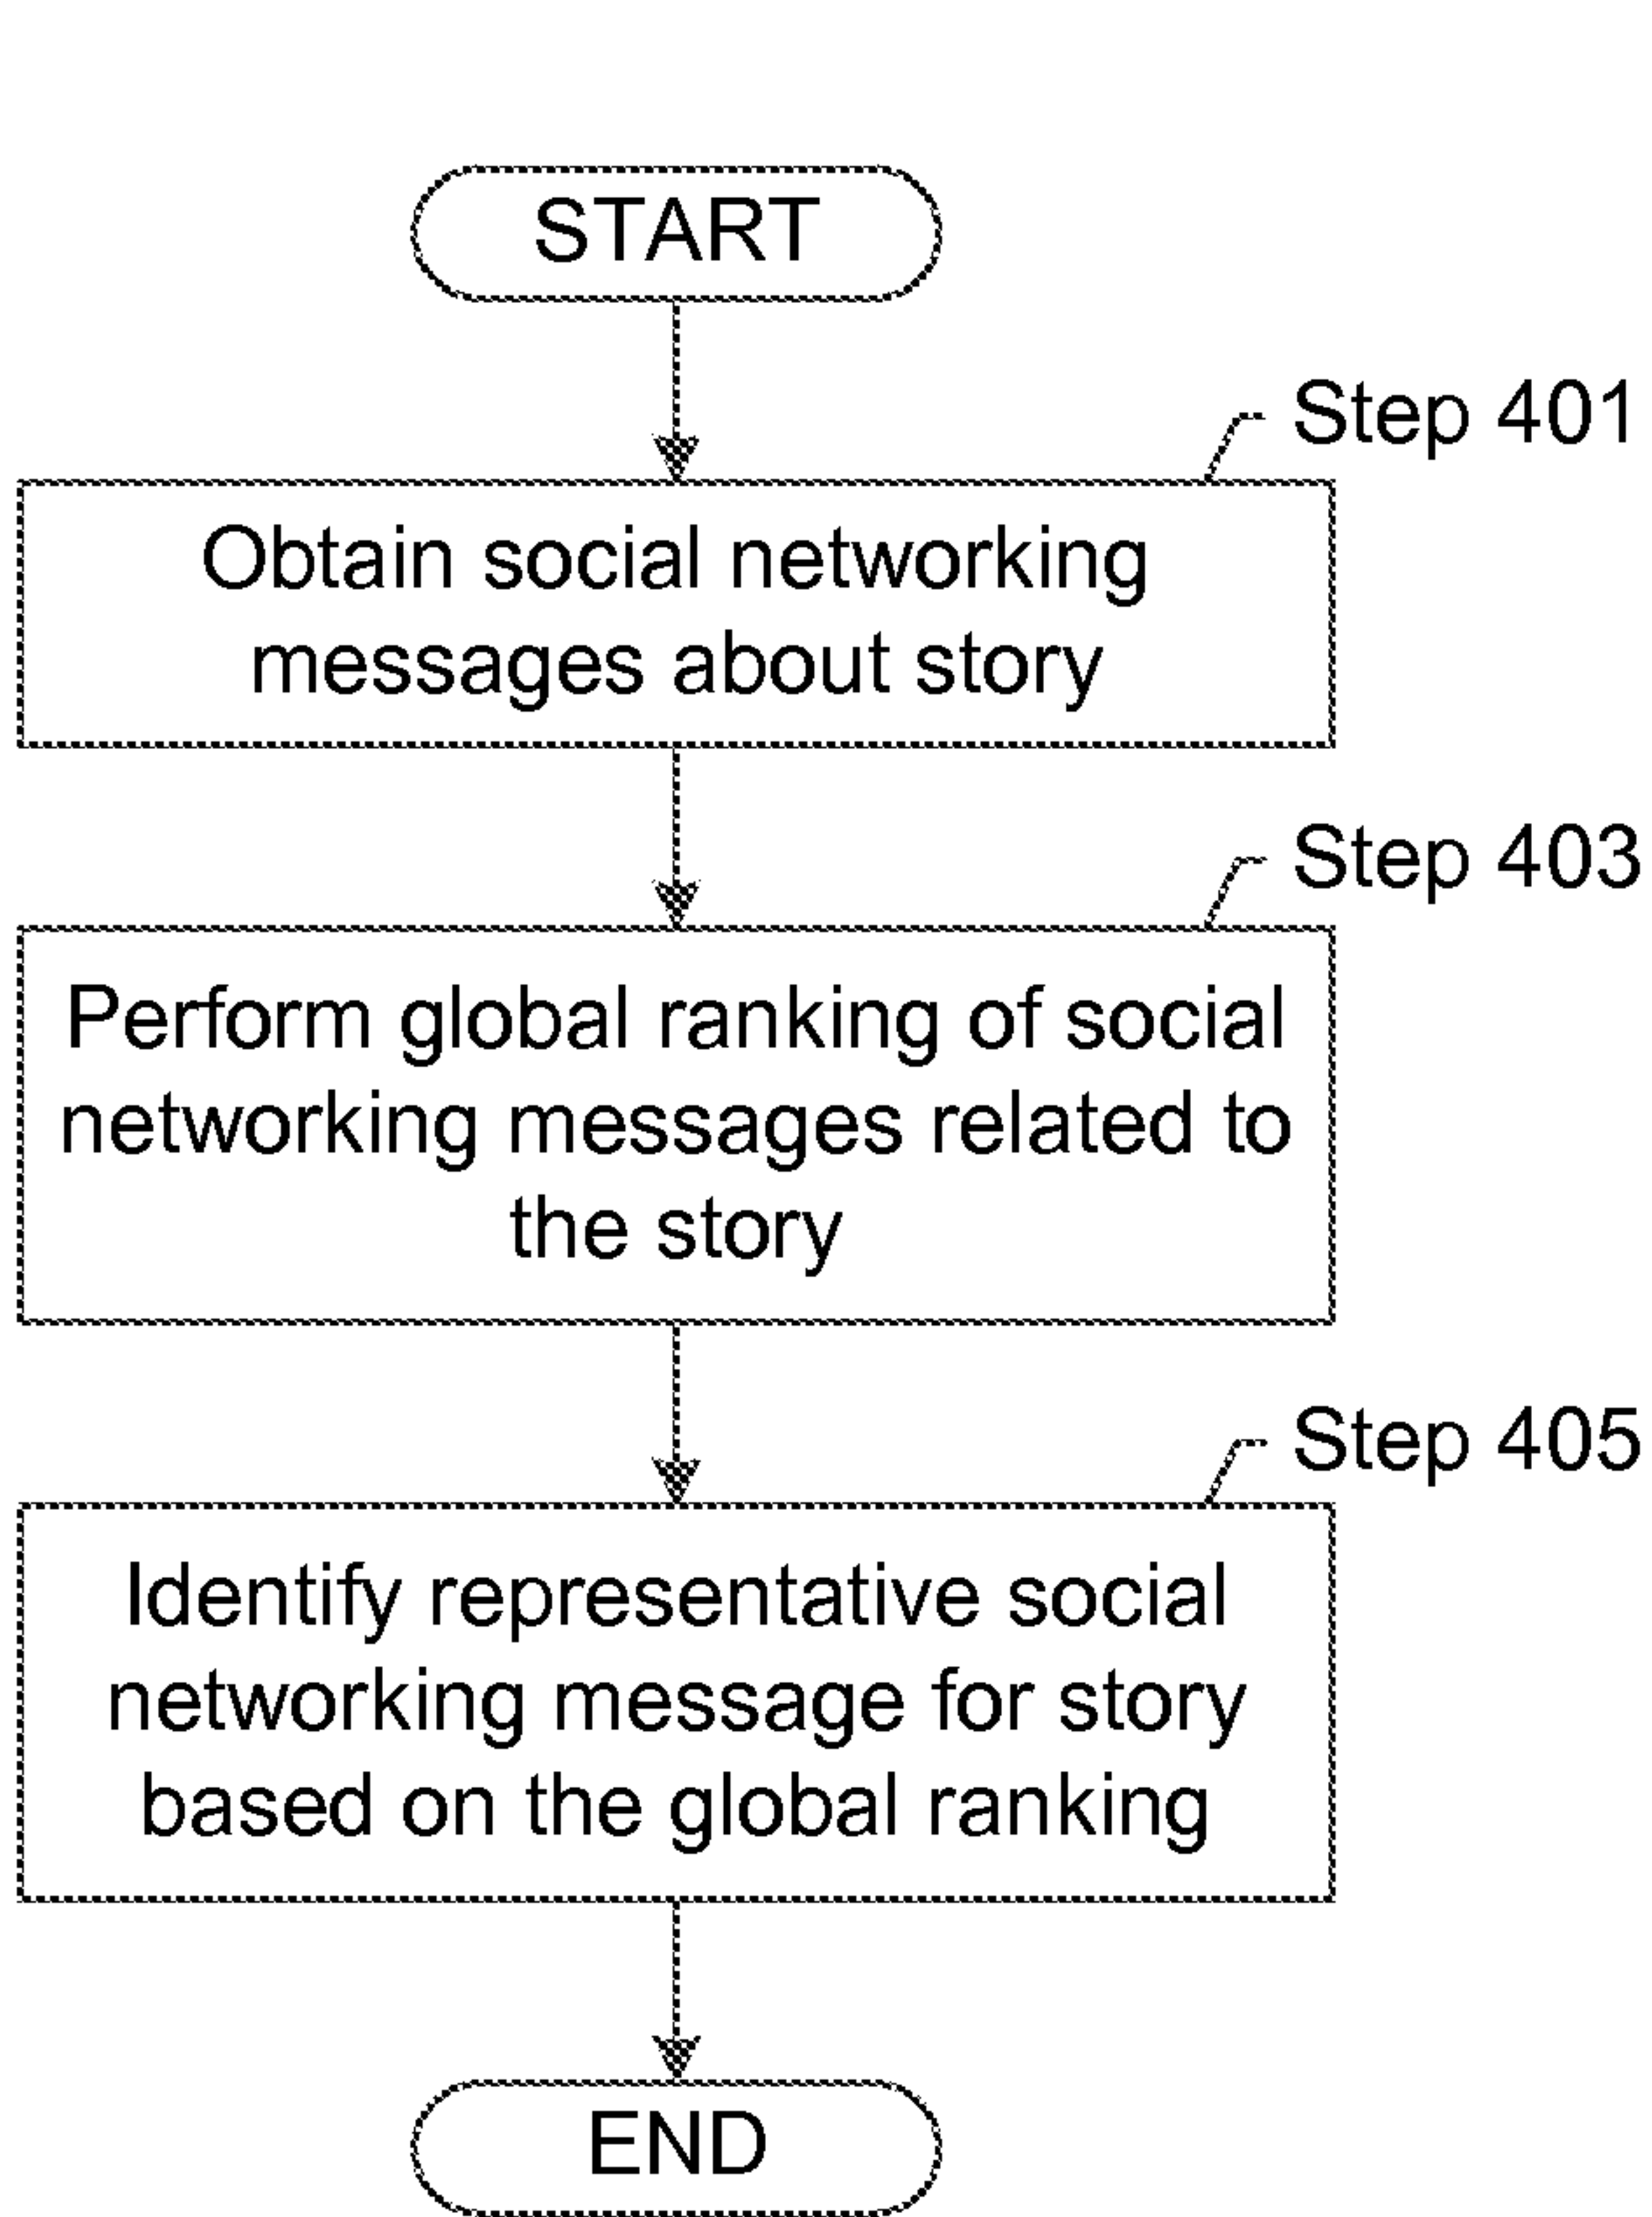 START
Step 401
Obtain social networking
messages about story
Step 403
Perform global ranking of social
networking messages related to
the story
Step 405
Identify representative social
networking message for story
based on the global ranking
END